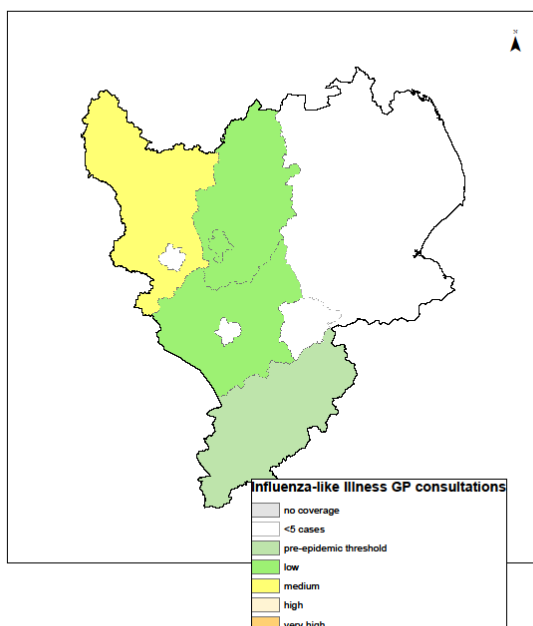 N
Influenza-like Illness GP consultations
no coverage
<5 cases
pre-epidemic threshold
low
medium
high
very high